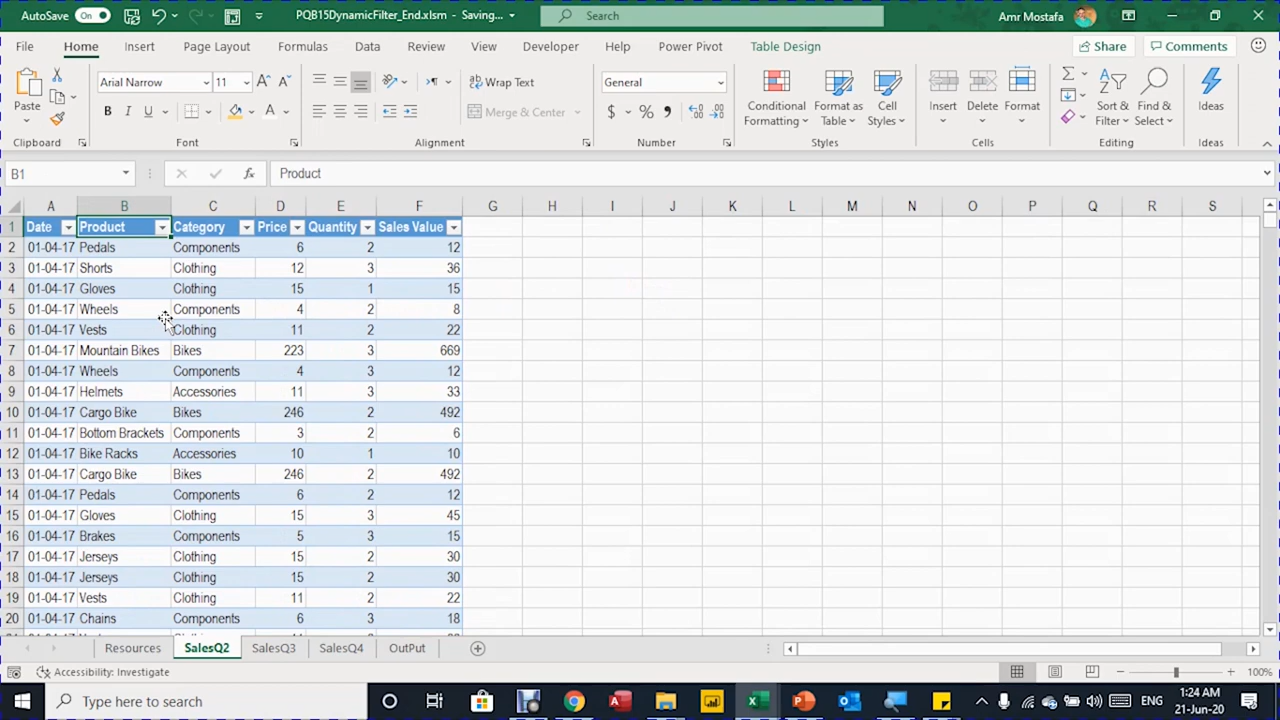 AutoSave On PQB15DynamicFilter_End.xlsm - Saving... Search Amr Mostafa
File Home Insert Page Layout Formulas Data Review View Developer Help Power Pivot Table Design Share Comments
Paste Arial Narrow 11 Wrap Text General Conditional Formatting Format as Table Cell Styles Insert Delete Format Sort & Filter Find & Select Ideas
B I U A Merge & Center $ %
Clipboard Font Alignment Number Styles Cells Editing Ideas
B1 fx Product
A B C D E F G H I J K L M N O P Q R S
1 Date Product Category Price Quantity Sales Value
2 01-04-17 Pedals Components 6 2 12
3 01-04-17 Shorts Clothing 12 3 36
4 01-04-17 Gloves Clothing 15 1 15
5 01-04-17 Wheels Components 4 2 8
6 01-04-17 Vests Clothing 11 2 22
7 01-04-17 Mountain Bikes Bikes 223 3 669
8 01-04-17 Wheels Components 4 3 12
9 01-04-17 Helmets Accessories 11 3 33
10 01-04-17 Cargo Bike Bikes 246 2 492
11 01-04-17 Bottom Brackets Components 3 2 6
12 01-04-17 Bike Racks Accessories 10 1 10
13 01-04-17 Cargo Bike Bikes 246 2 492
14 01-04-17 Pedals Components 6 2 12
15 01-04-17 Gloves Clothing 15 3 45
16 01-04-17 Brakes Components 5 3 15
17 01-04-17 Jerseys Clothing 15 2 30
18 01-04-17 Jerseys Clothing 15 2 30
19 01-04-17 Vests Clothing 11 2 22
20 01-04-17 Chains Components 6 3 18
Resources SalesQ2 SalesQ3 SalesQ4 OutPut
Accessibility: Investigate 100%
Type here to search ENG 1:24 AM
21-Jun-20